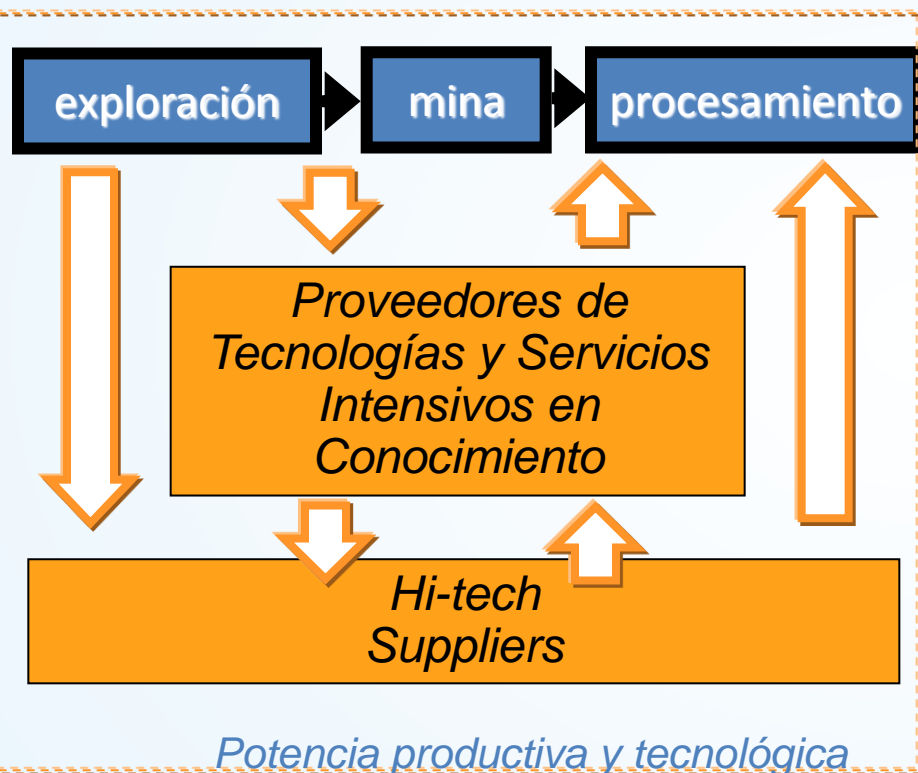 exploración
mina
procesamiento
Proveedores de
Tecnologías y Servicios
Intensivos en
Conocimiento
Hi-tech
Suppliers
Potencia productiva y tecnológica